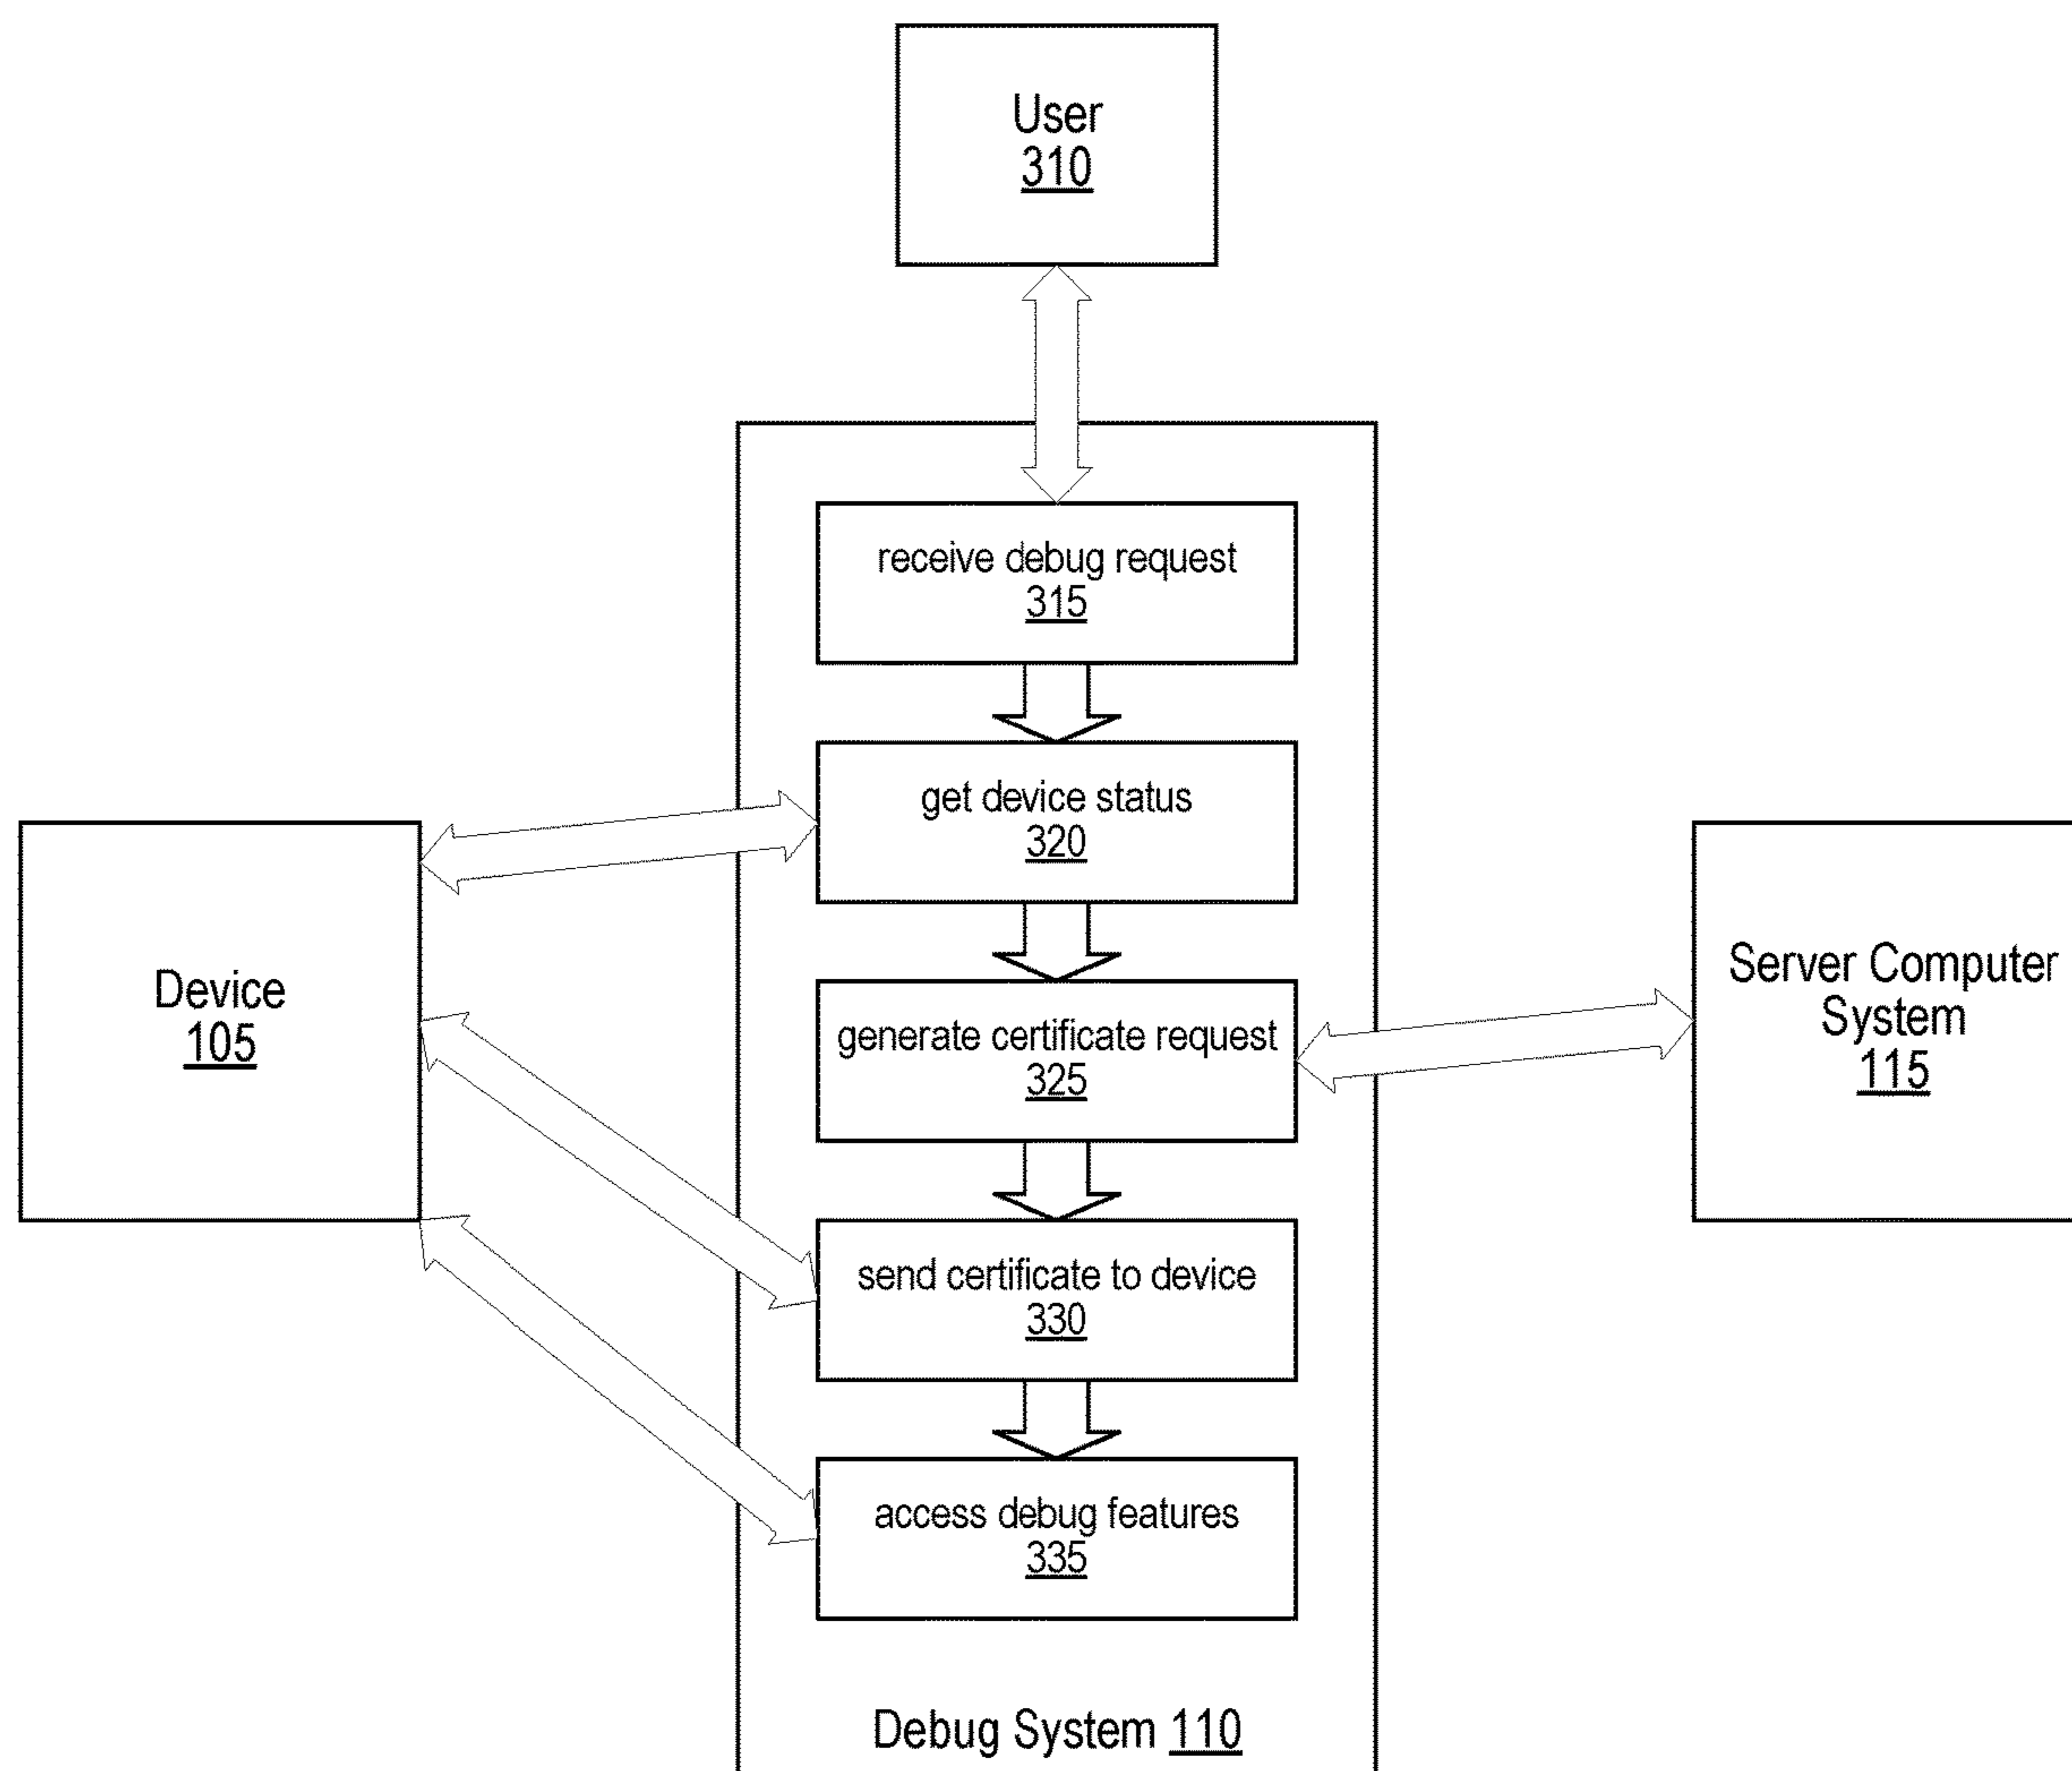 User
310
receive debug request
315
get device status
320
Device
105
generate certificate request
325
Server Computer
System
115
send certificate to device
330
access debug features
335
Debug System 110